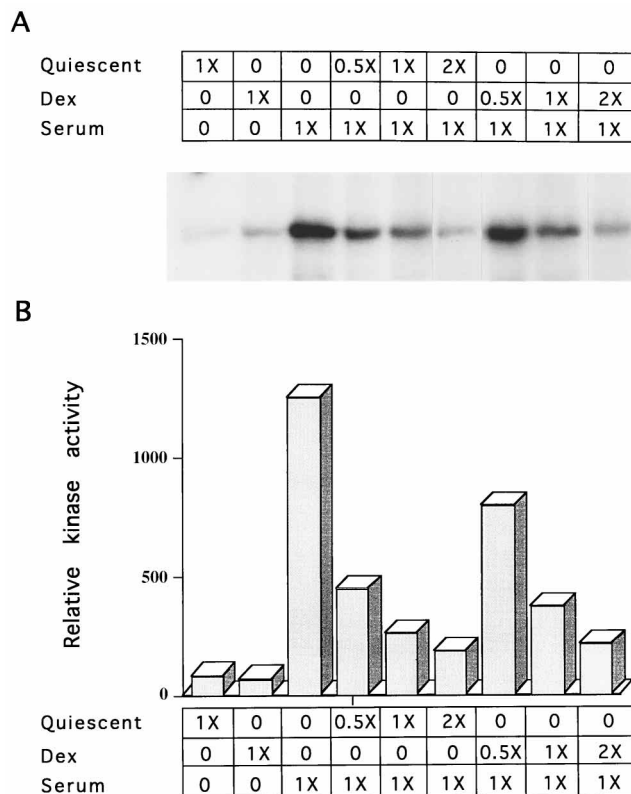 A
Quiescent 1X 0 0 0.5X 1X 2X 0 0 0
Dex 0 1X 0 0 0 0 0.5X 1X 2X
Serum 0 0 1X 1X 1X 1X 1X 1X 1X
B
1500
1000
500
0
Relative kinase activity
Quiescent 1X 0 0 0.5X 1X 2X 0 0 0
Dex 0 1X 0 0 0 0 0.5X 1X 2X
Serum 0 0 1X 1X 1X 1X 1X 1X 1X